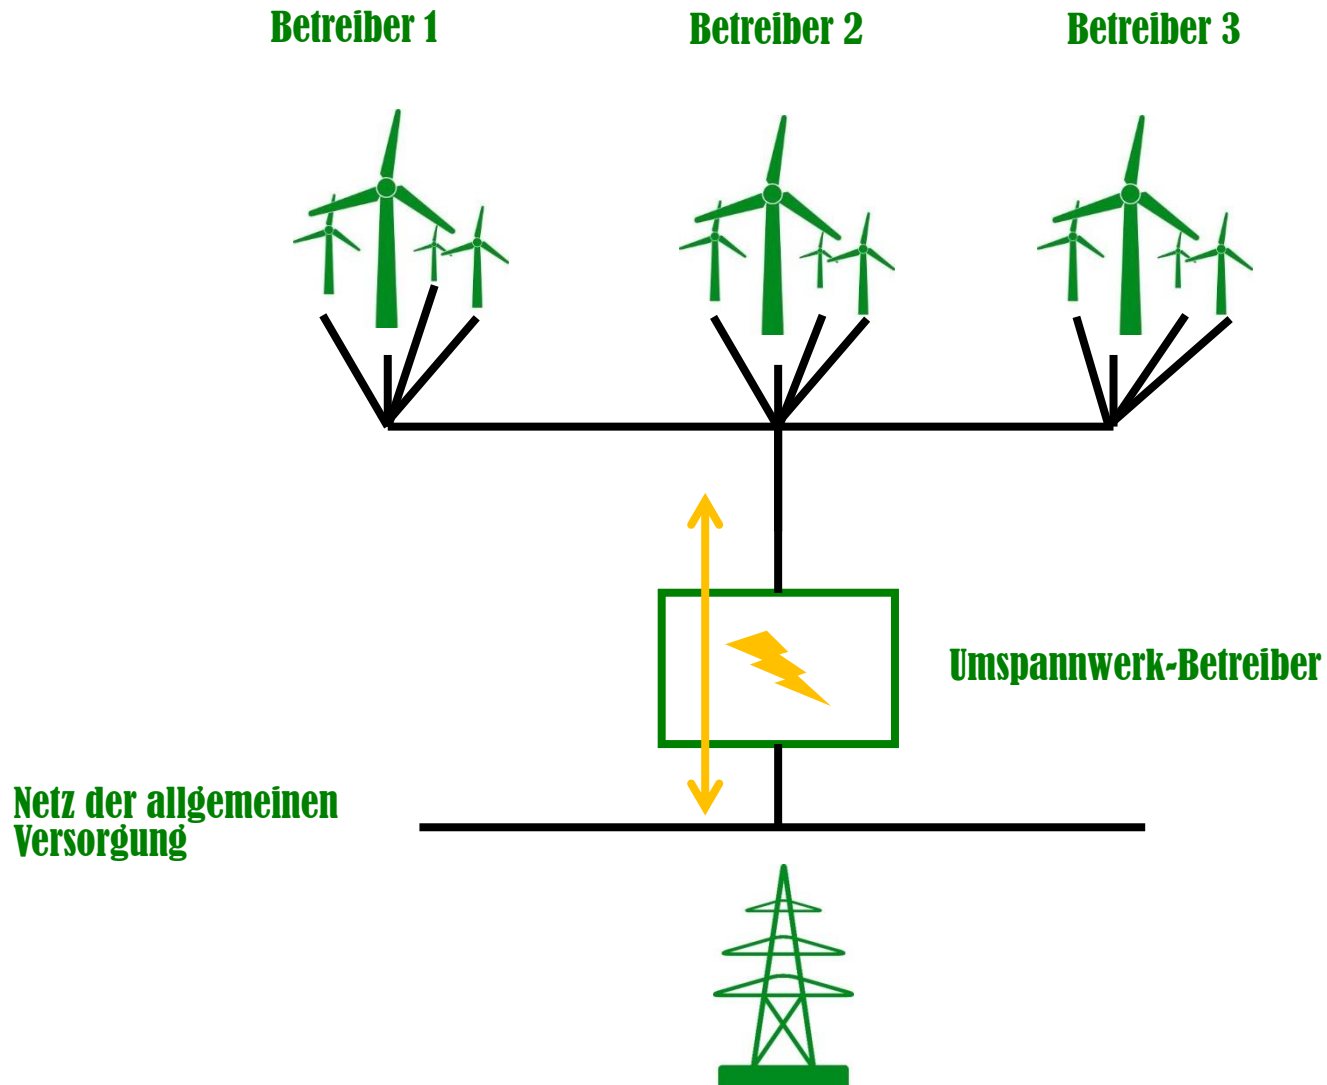 Betreiber 1
Betreiber 2
Betreiber 3
Umspannwerk-Betreiber
Netz der allgemeinen
Versorgung